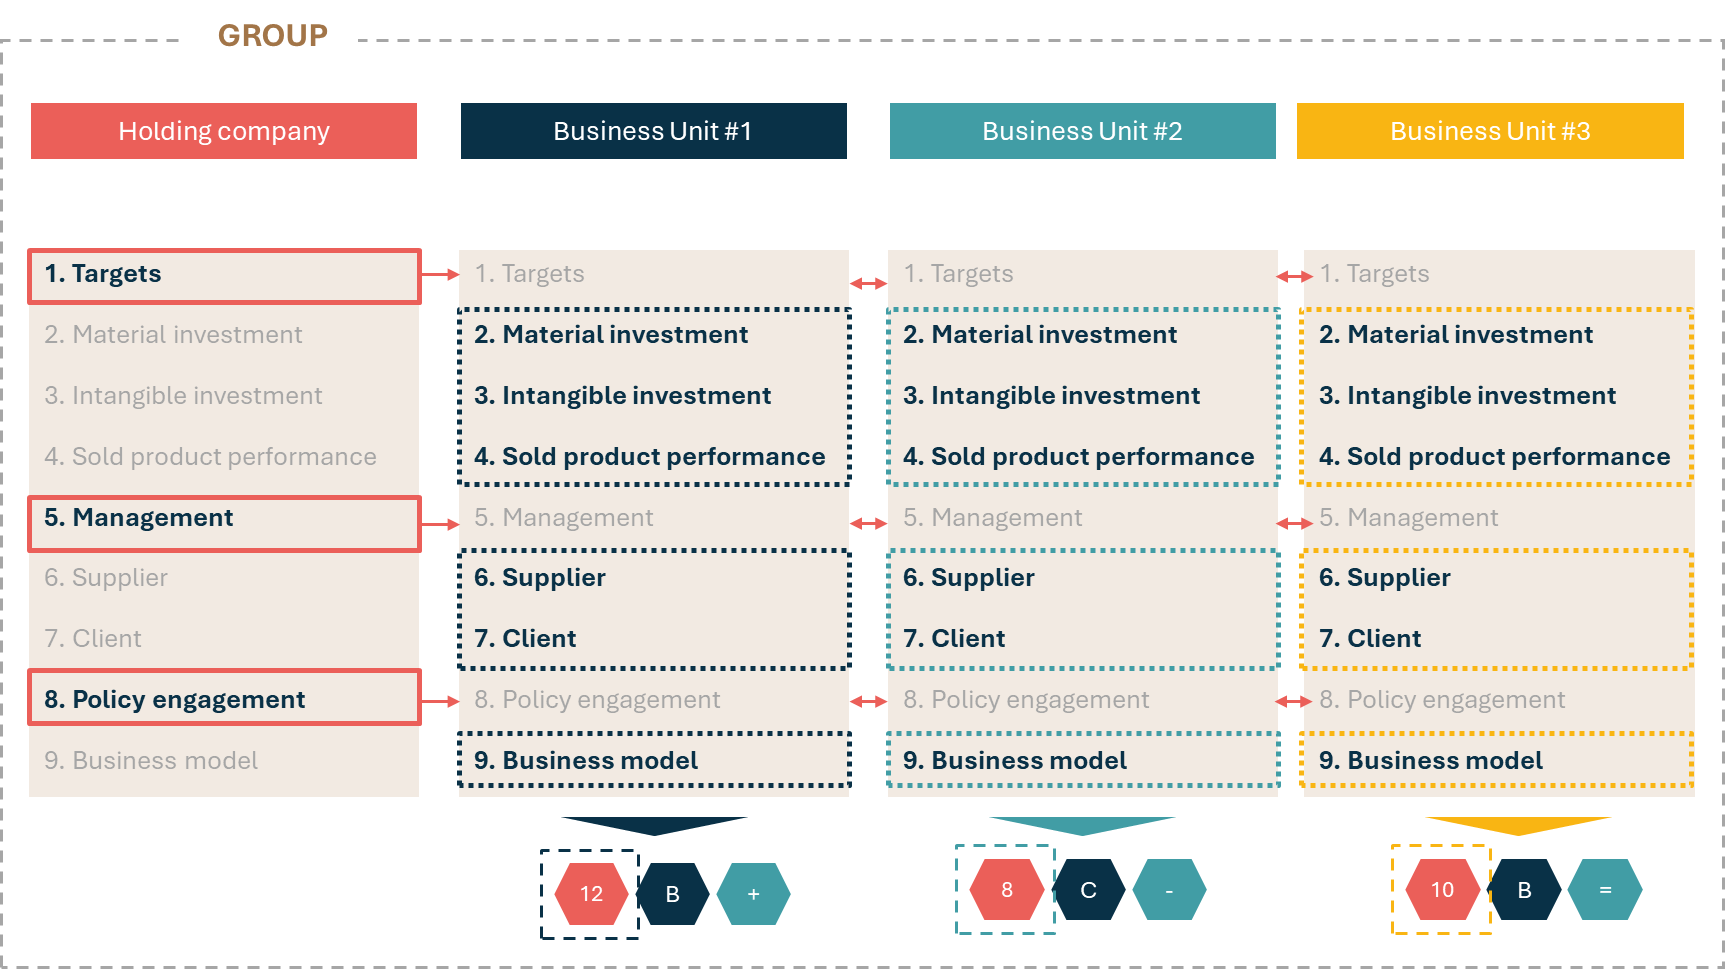 GROUP
Holding company
Business Unit #1
Business Unit #2
Business Unit #3
1. Targets
2. Material investment
3. Intangible investment
4. Sold product performance
5. Management
6. Supplier
7. Client
8. Policy engagement
9. Business model
1. Targets
2. Material investment
3. Intangible investment
4. Sold product performance
5. Management
6. Supplier
7. Client
8. Policy engagement
9. Business model
1. Targets
2. Material investment
3. Intangible investment
4. Sold product performance
5. Management
6. Supplier
7. Client
8. Policy engagement
9. Business model
1. Targets
2. Material investment
3. Intangible investment
4. Sold product performance
5. Management
6. Supplier
7. Client
8. Policy engagement
9. Business model
12 B +
8 C -
10 B =